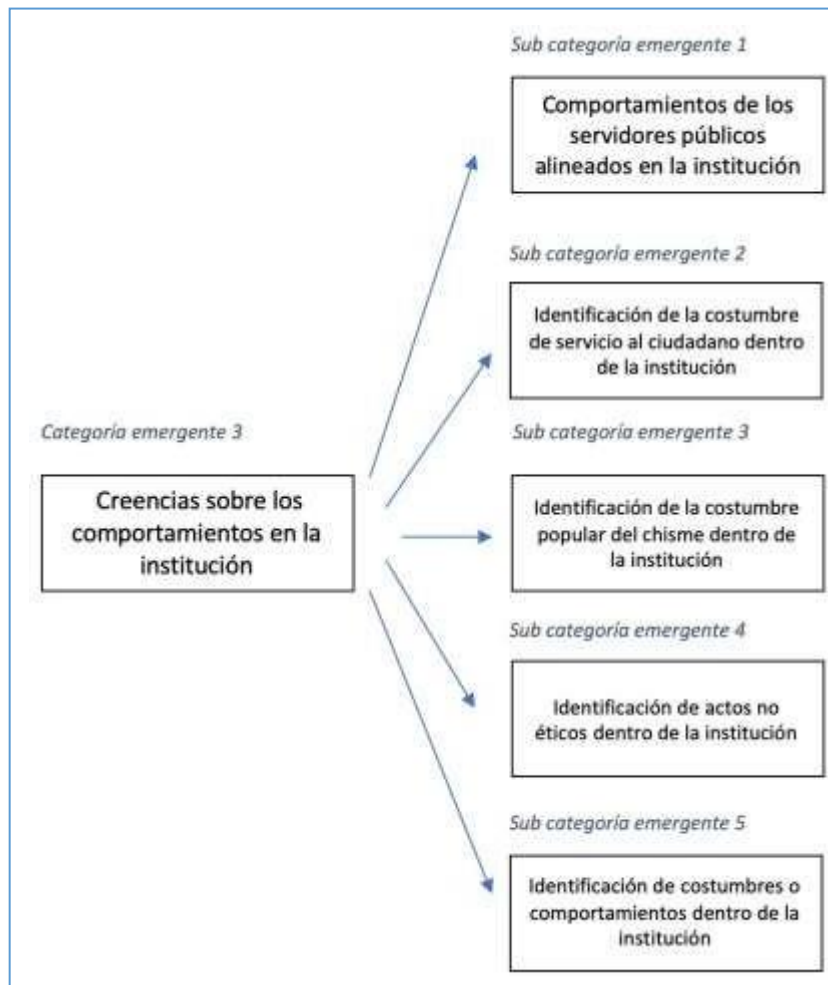 Sub categoría emergente 1
Comportamientos de los
servidores públicos
alineados en la institución
Sub categoría emergente 2
Identificación de la costumbre
de servicio al ciudadano dentro
de la institución
Categoría emergente 3
Creencias sobre los
comportamientos en la
institución
Sub categoría emergente 3
Identificación de la costumbre
popular del chisme dentro de
la institución
Sub categoría emergente 4
Identificación de actos no
éticos dentro de la institución
Sub categoría emergente 5
Identificación de costumbres o
comportamientos dentro de la
institución